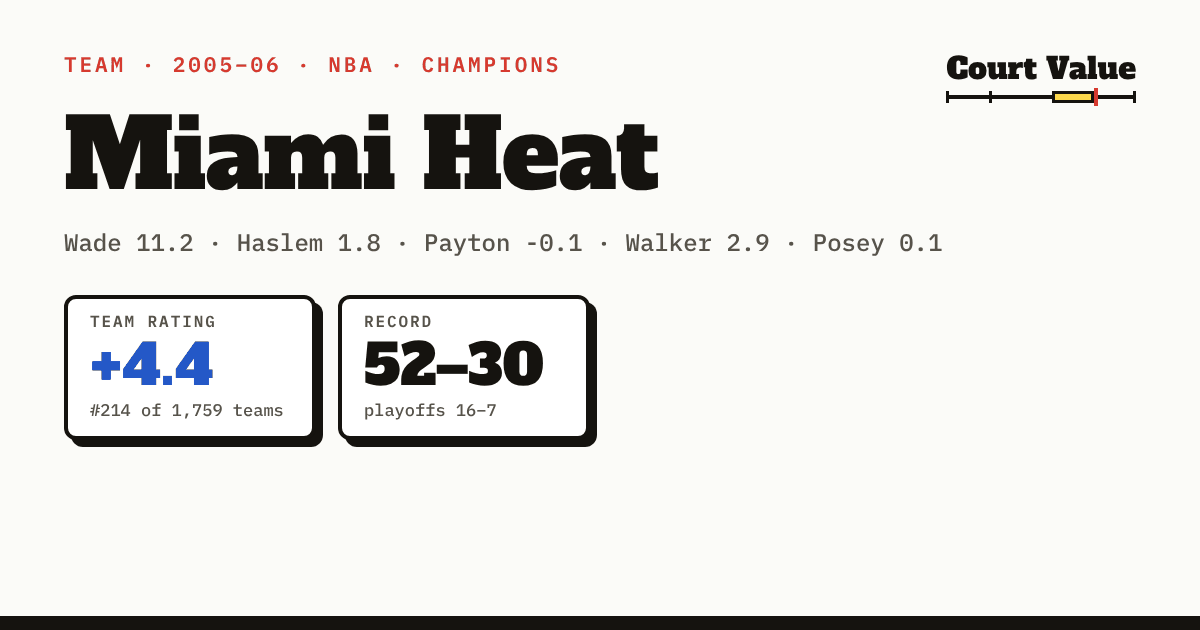 TEAM · 2005–06 · NBA · CHAMPIONS
Court Value
Miami Heat
Wade 11.2 · Haslem 1.8 · Payton -0.1 · Walker 2.9 · Posey 0.1
TEAM RATING
+4.4
#214 of 1,759 teams
RECORD
52–30
playoffs 16–7